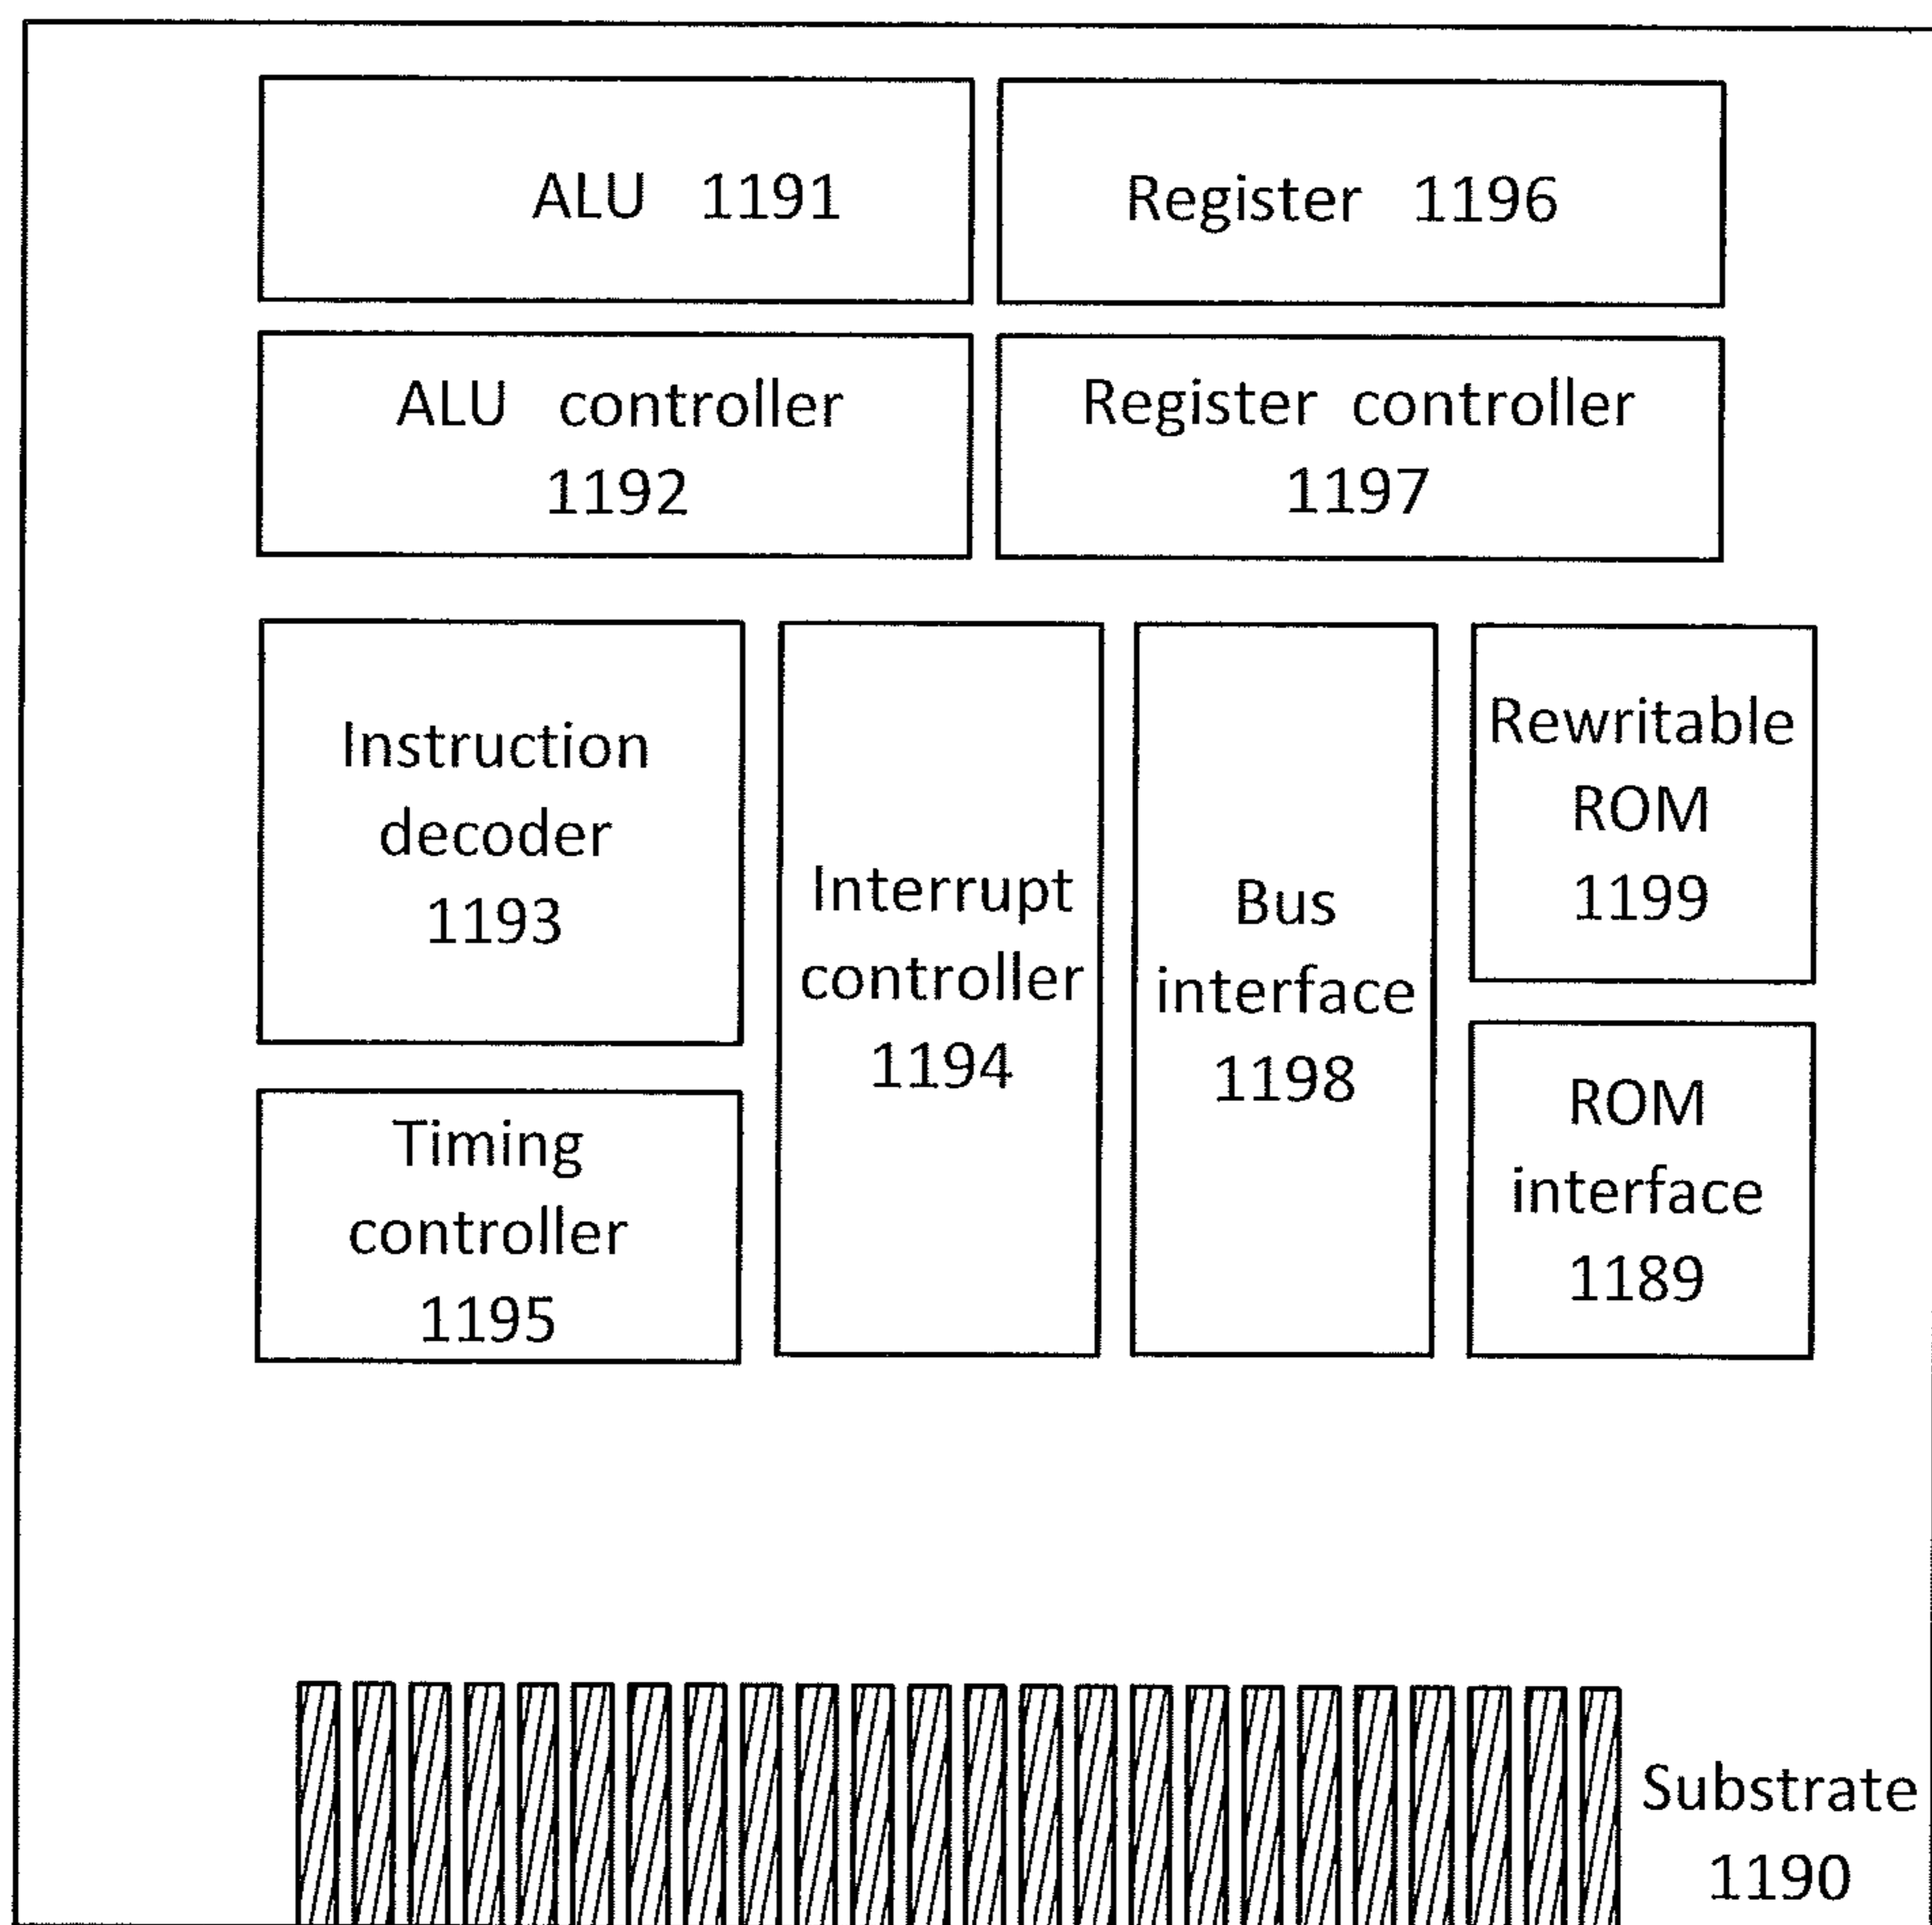 ALU 1191
Register 1196
ALU controller
1192
Register controller
1197
Instruction
decoder
1193
Timing
controller
1195
Interrupt
controller
1194
Bus
interface
1198
Rewritable
ROM
1199
ROM
interface
1189
Substrate
1190